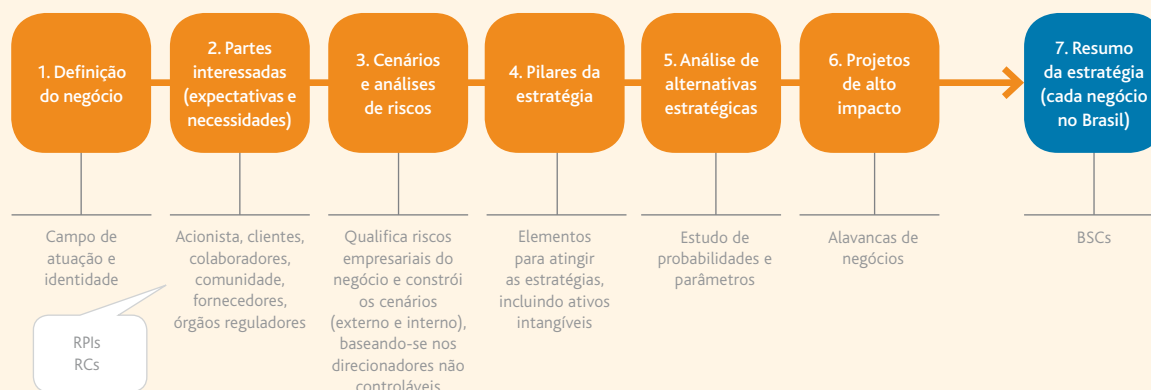 1. Definição
do negócio
2. Partes
interessadas
(expectativas e
necessidades)
3. Cenários
e análises
de riscos
4. Pilares da
estratégia
5. Análise de
alternativas
estratégicas
6. Projetos
de alto
impacto
7. Resumo
da estratégia
(cada negócio
no Brasil)
Campo de
atuação e
identidade
RPIs
RCs
Acionista, clientes,
colaboradores,
comunidade,
fornecedores,
órgãos reguladores
Qualifica riscos
empresariais do
negócio e constrói
os cenários
(externo e interno),
baseando-se nos
direcionadores não
controláveis
Elementos
para atingir
as estratégias,
incluindo ativos
intangíveis
Estudo de
probabilidades e
parâmetros
Alavancas de
negócios
BSCs